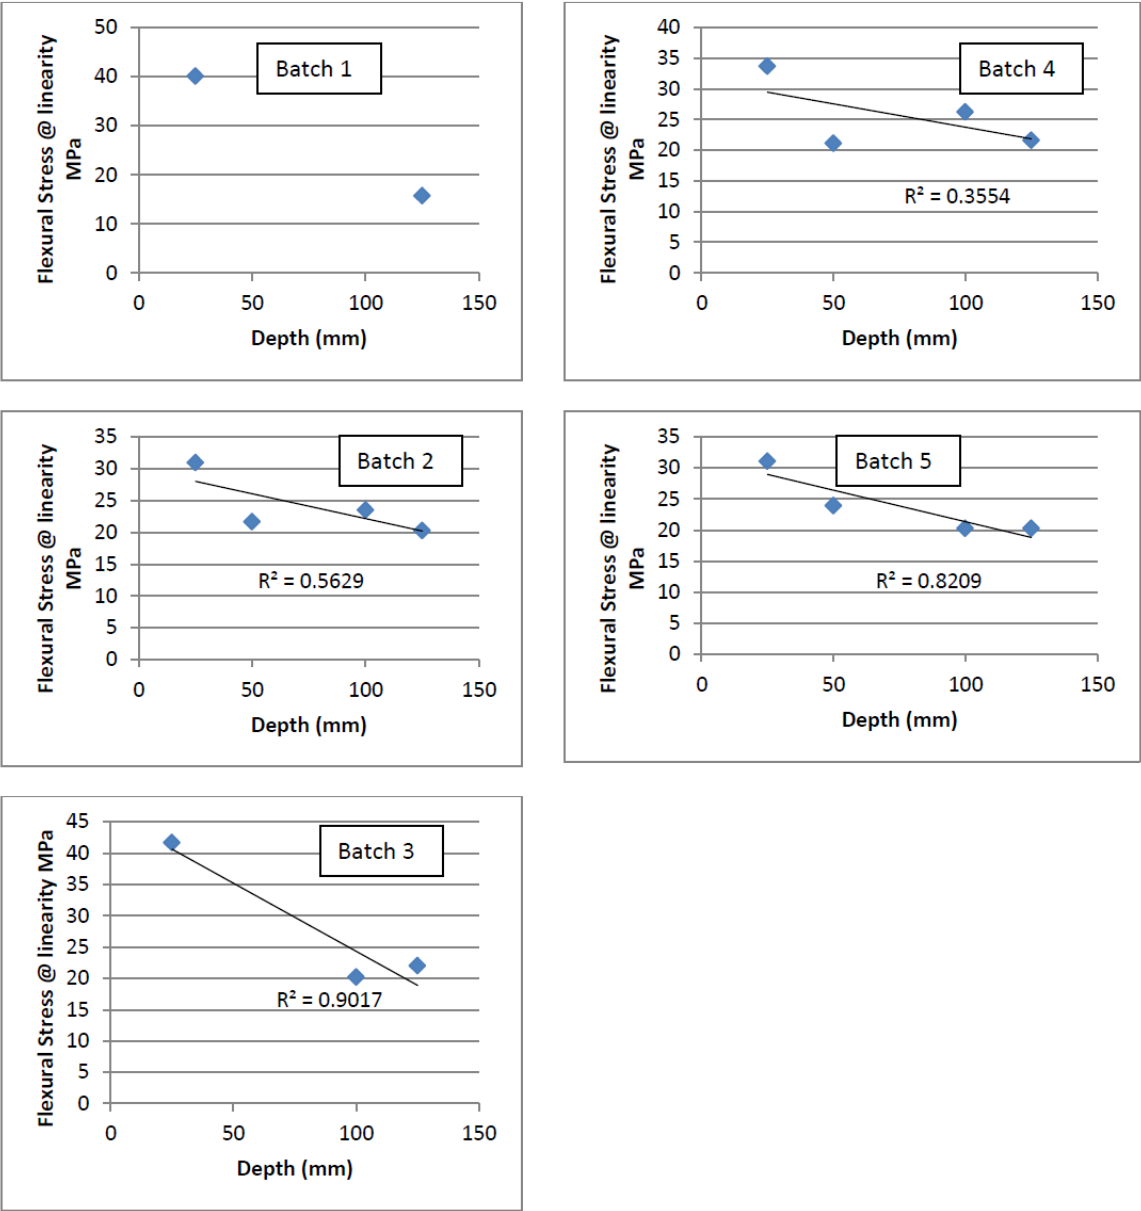 Flexural Stress @ linearity
MPa
50
40
30
20
10
0
Batch 1
0 50 100 150
Depth (mm)
Flexural Stress @ linearity
MPa
40
35
30
25
20
15
10
5
0
Batch 4
R² = 0.3554
0 50 100 150
Depth (mm)
Flexural Stress @ linearity
MPa
35
30
25
20
15
10
5
0
Batch 2
R² = 0.5629
0 50 100 150
Depth (mm)
Flexural Stress @ linearity
MPa
35
30
25
20
15
10
5
0
Batch 5
R² = 0.8209
0 50 100 150
Depth (mm)
Flexural Stress @ linearity MPa
45
40
35
30
25
20
15
10
5
0
Batch 3
R² = 0.9017
0 50 100 150
Depth (mm)